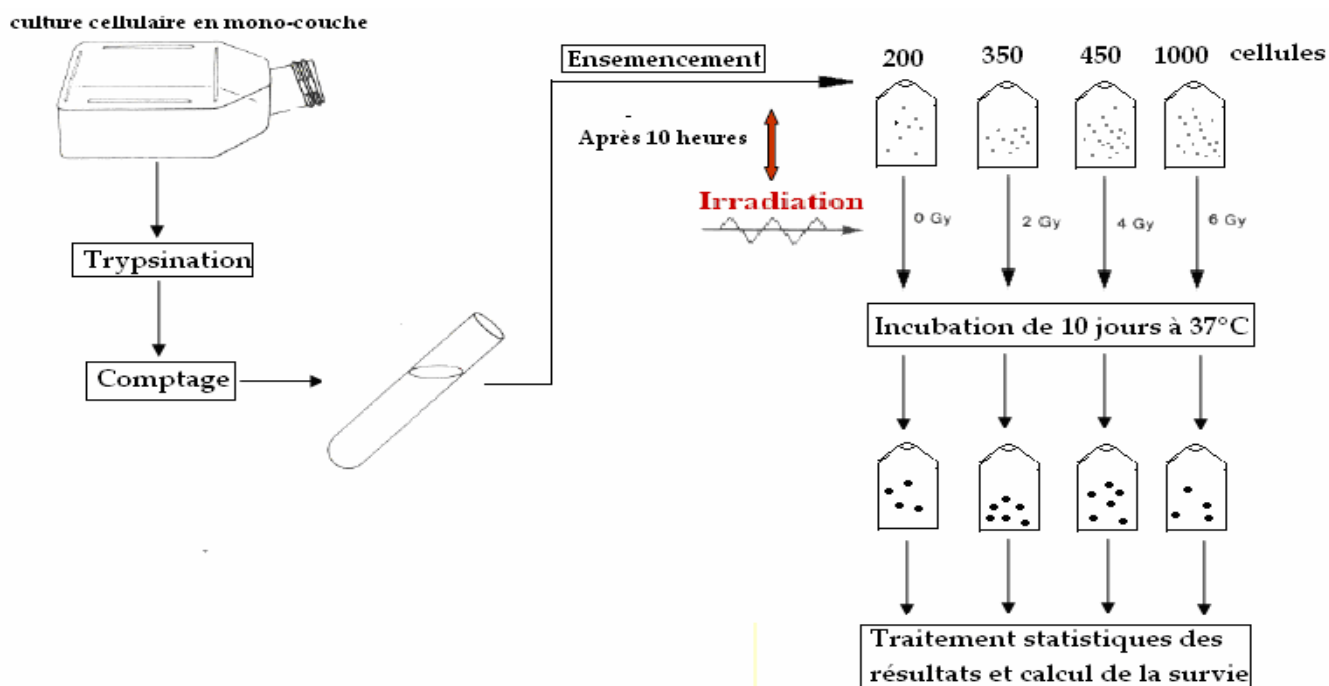 culture cellulaire en mono-couche
Ensemencement
200 350 450 1000 cellules
Après 10 heures
Irradiation
0 Gy 2 Gy 4 Gy 6 Gy
Trypsination
Incubation de 10 jours à 37°C
Comptage
Traitement statistiques des
résultats et calcul de la survie